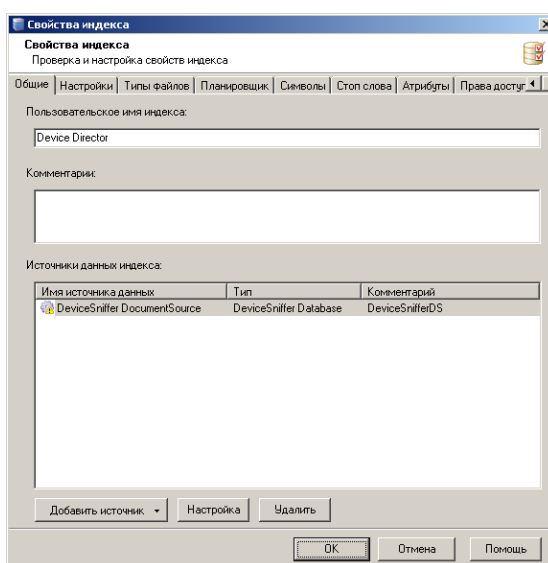 Свойства индекса
Свойства индекса
Проверка и настройка свойств индекса
Общие Настройки Типы файлов Планировщик Символы Стоп слова Атрибуты Права доступ
Пользовательское имя индекса:
Device Director
Комментарии:
Источники данных индекса:
Имя источника данных Тип Комментарий
DeviceSniffer DocumentSource DeviceSniffer Database DeviceSnifferDS
Добавить источник Настройка Удалить
OK Отмена Помощь